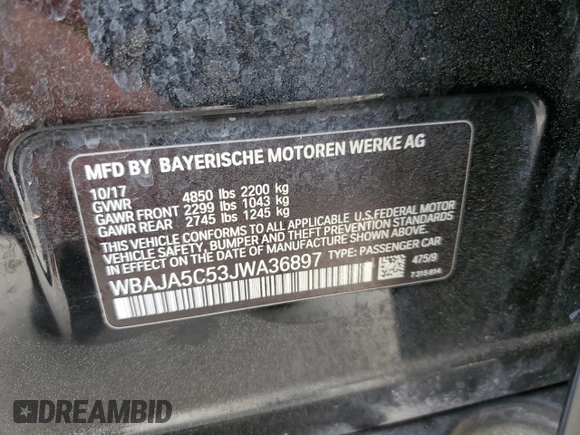 MFD BY BAYERISCHE MOTOREN WERKE AG
10/17
GVWR 4850 lbs 2200 kg
GAWR FRONT 2299 lbs 1043 kg
GAWR REAR 2745 lbs 1245 kg
THIS VEHICLE CONFORMS TO ALL APPLICABLE U.S. FEDERAL MOTOR
VEHICLE SAFETY, BUMPER AND THEFT PREVENTION STANDARDS
IN EFFECT ON THE DATE OF MANUFACTURE SHOWN ABOVE.
WBAJA5C53JWA36897 TYPE: PASSENGER CAR
475/9
7 315 814
DREAMBID